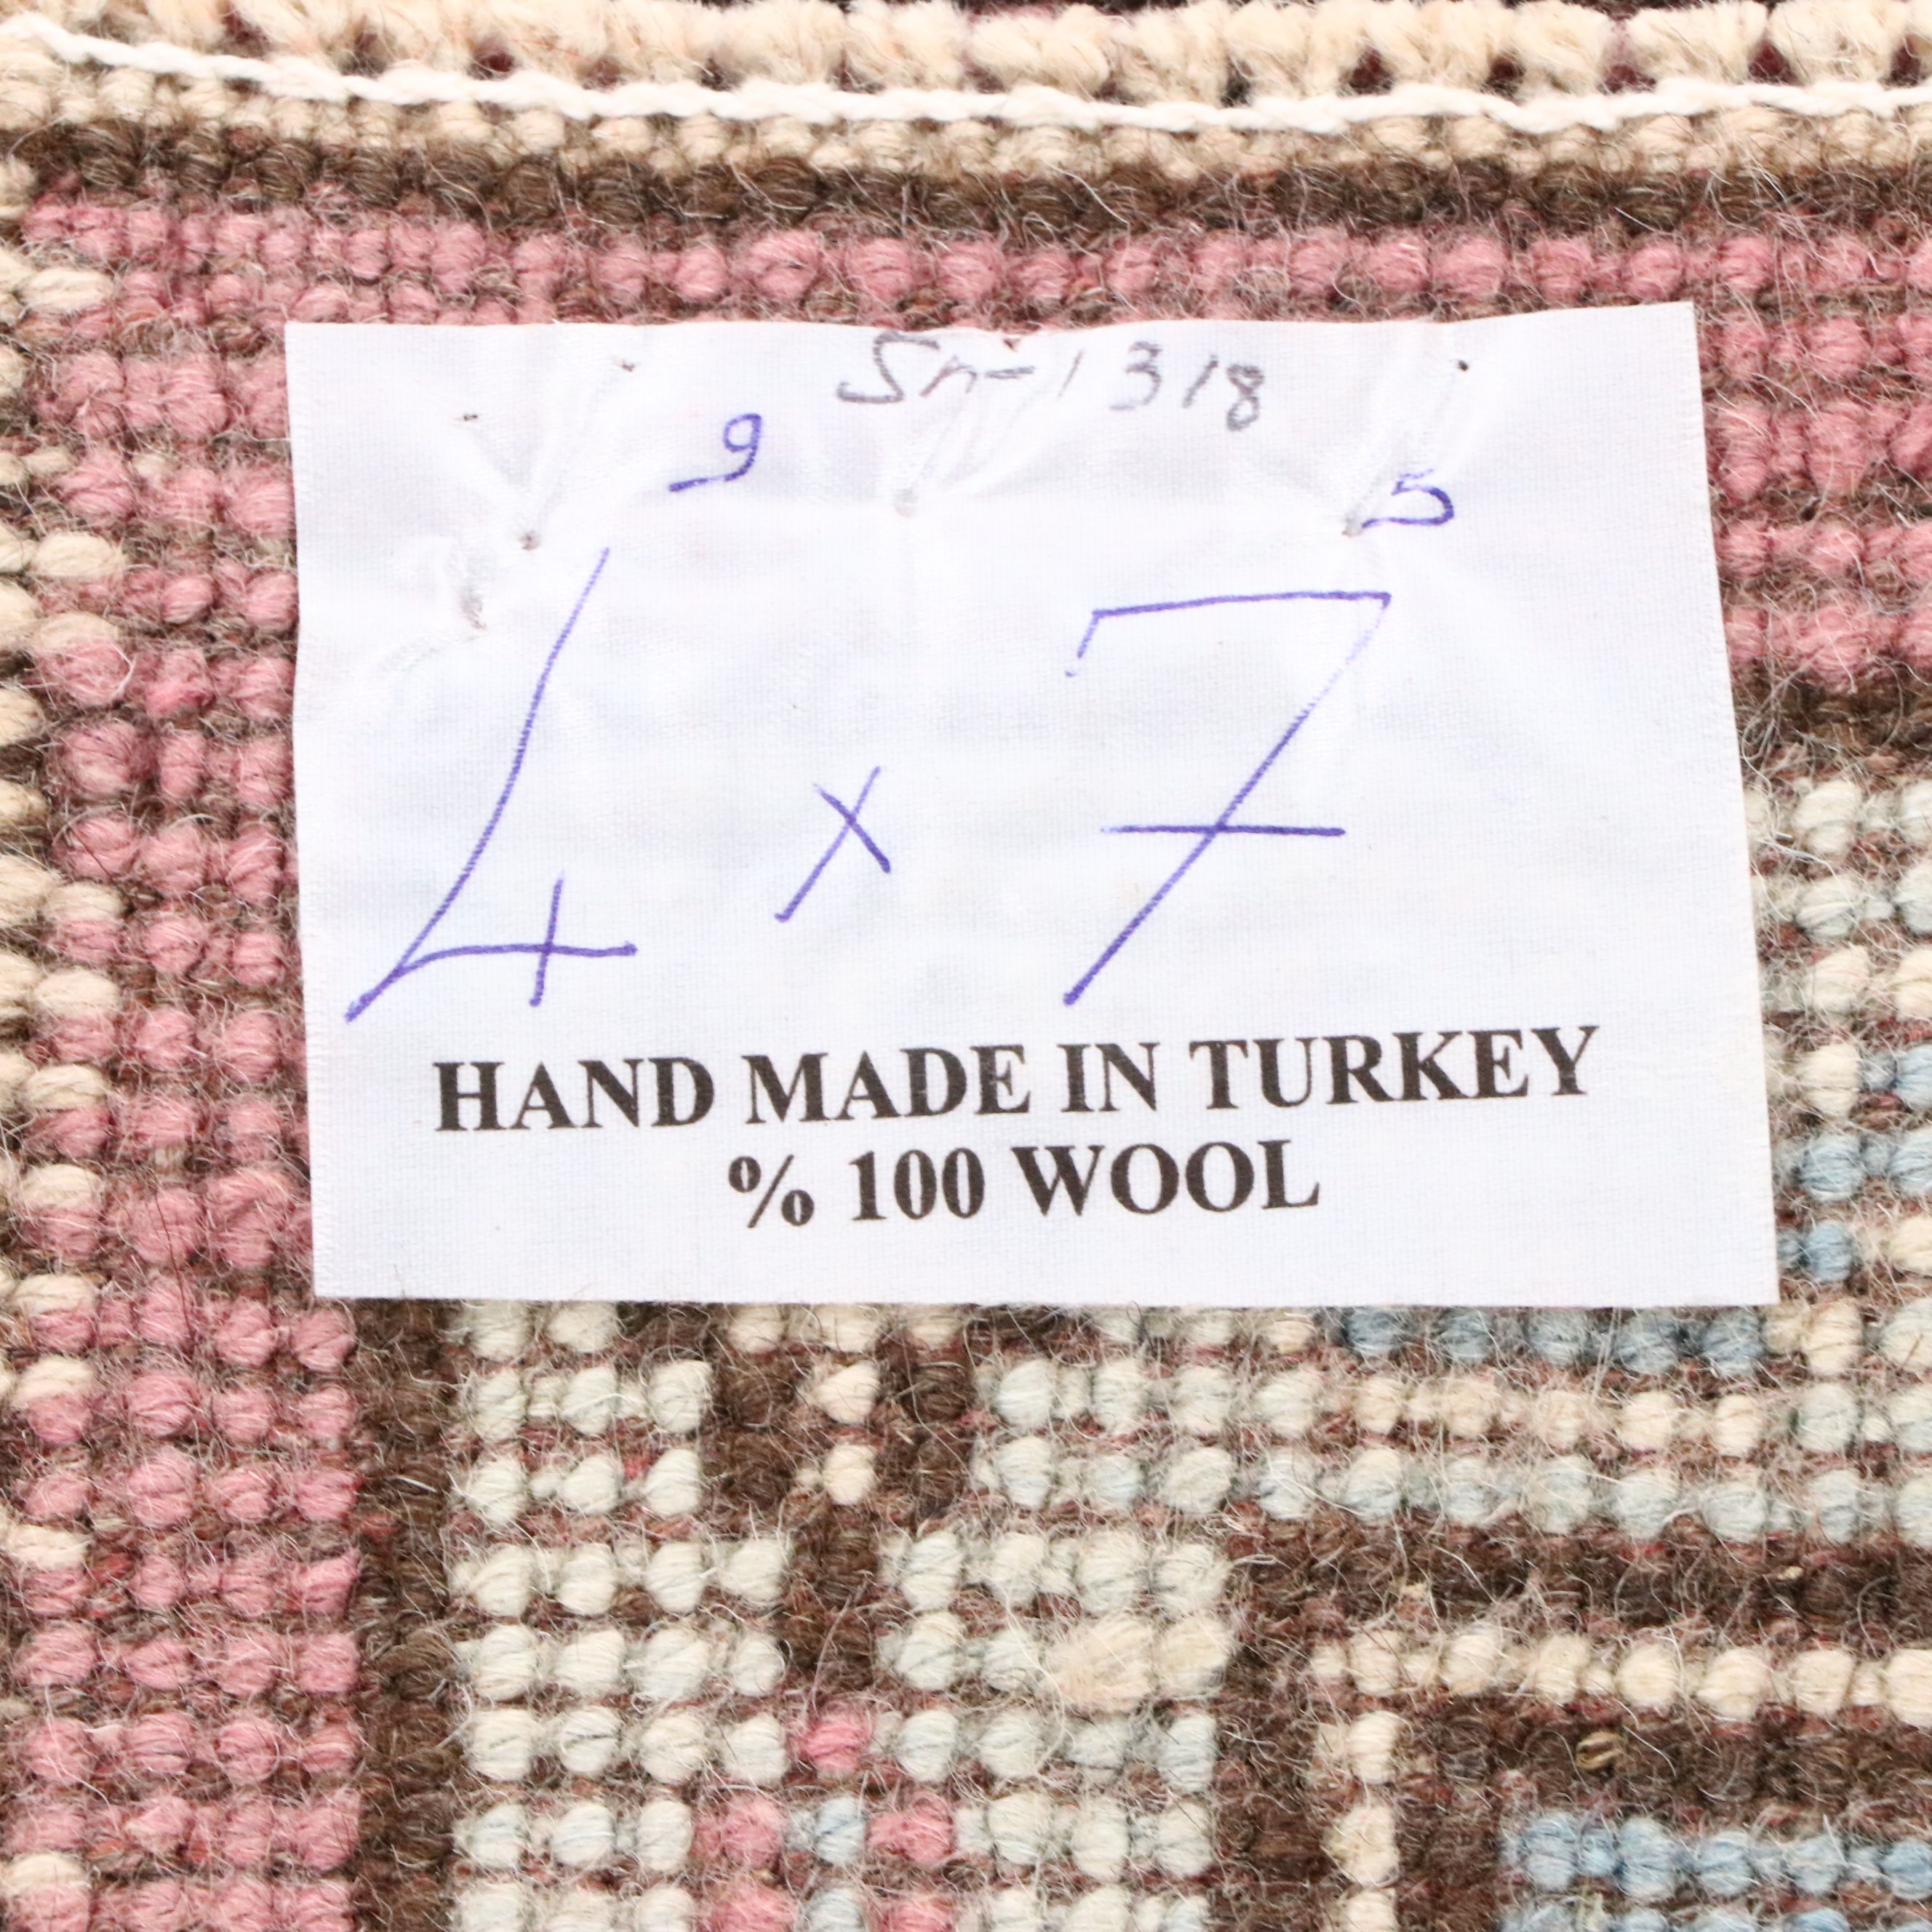 Sn-1318
9 5
4 x 7
HAND MADE IN TURKEY
% 100 WOOL